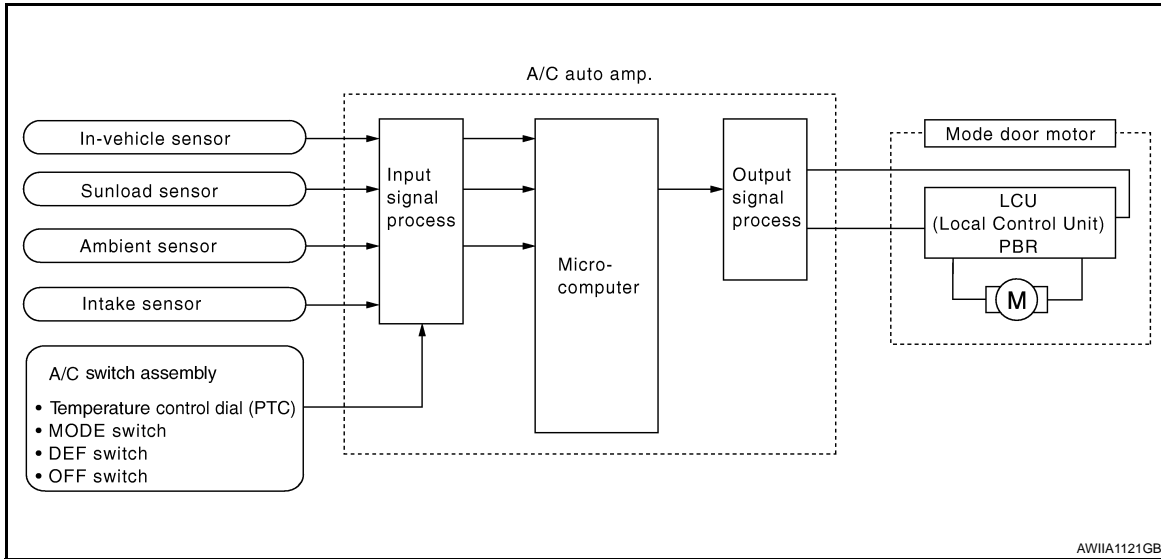 A/C auto amp.
In-vehicle sensor
Sunload sensor
Ambient sensor
Intake sensor
A/C switch assembly
• Temperature control dial (PTC)
• MODE switch
• DEF switch
• OFF switch
Input
signal
process
Micro-
computer
Output
signal
process
Mode door motor
LCU
(Local Control Unit)
PBR
M
AWIIA1121GB